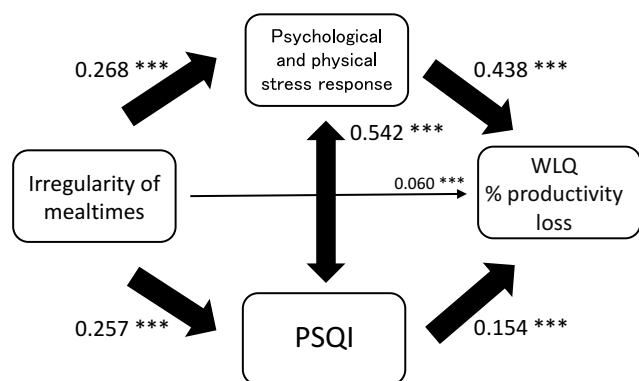 Psychological
and physical
stress response
0.268 ***
0.438 ***
0.542 ***
Irregularity of
mealtimes
0.060 ***
WLQ
% productivity
loss
0.257 ***
PSQI
0.154 ***